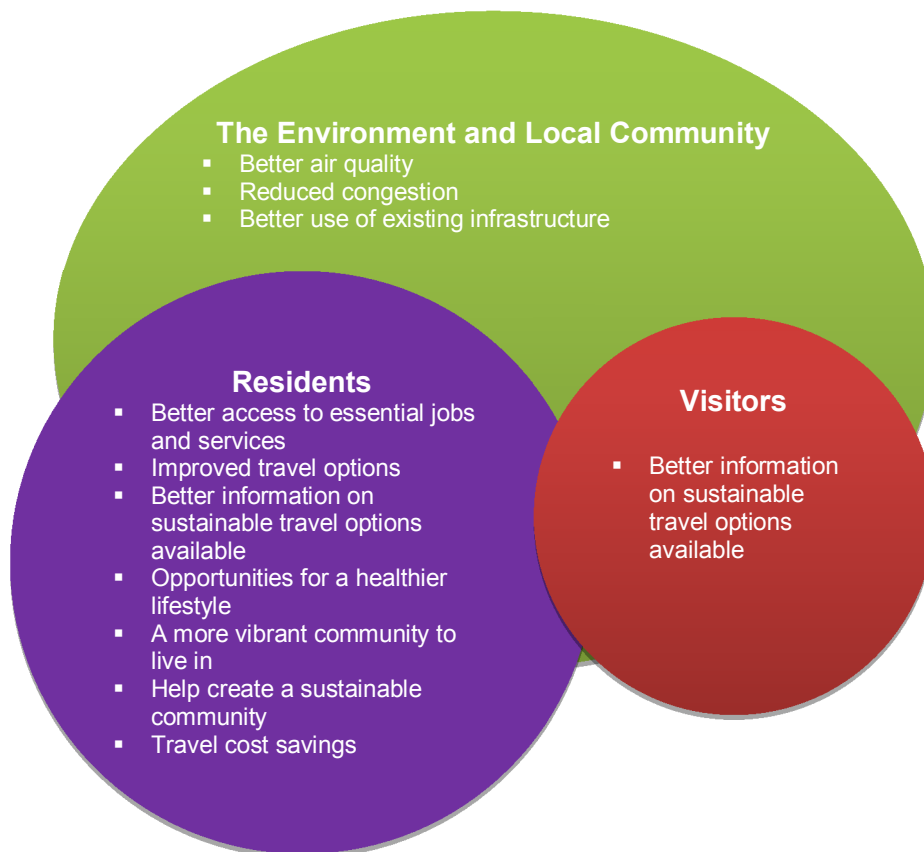 The Environment and Local Community
▪ Better air quality
▪ Reduced congestion
▪ Better use of existing infrastructure
Residents
▪ Better access to essential jobs
and services
▪ Improved travel options
▪ Better information on
sustainable travel options
available
▪ Opportunities for a healthier
lifestyle
▪ A more vibrant community to
live in
▪ Help create a sustainable
community
▪ Travel cost savings
Visitors
▪ Better information
on sustainable
travel options
available